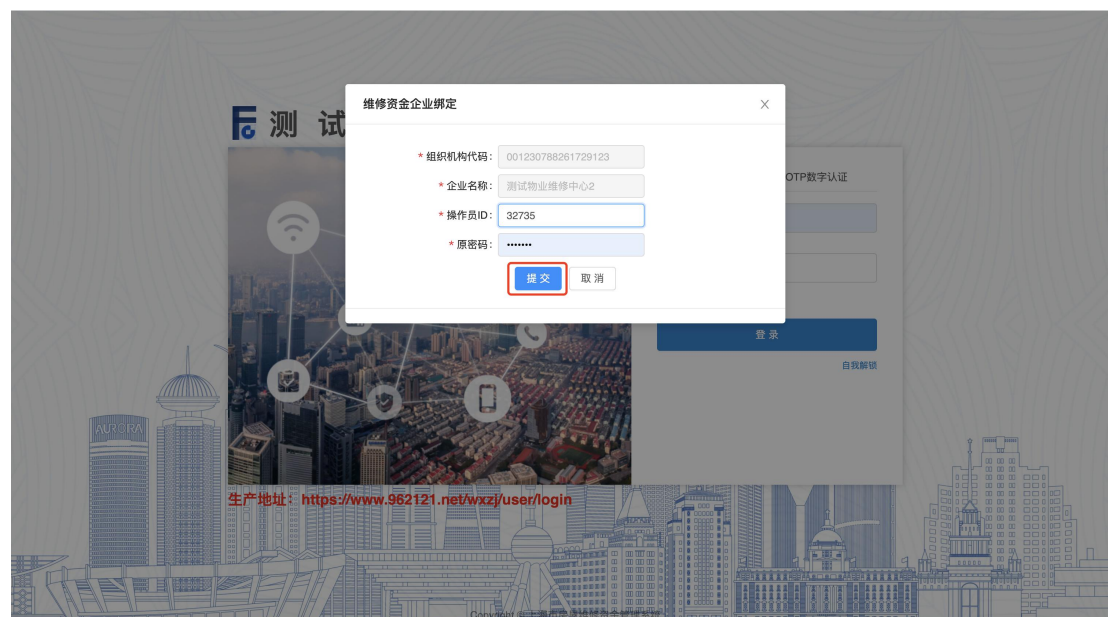 维修资金企业绑定
测 试
* 组织机构代码: 001230788261729123
OTP数字认证
* 企业名称: 测试物业维修中心2
* 操作员ID: 32735
* 原密码: •••••••
提 交 取 消
登 录
自我解锁
AURORA
生产地址: https://www.962121.net/wxzj/user/login